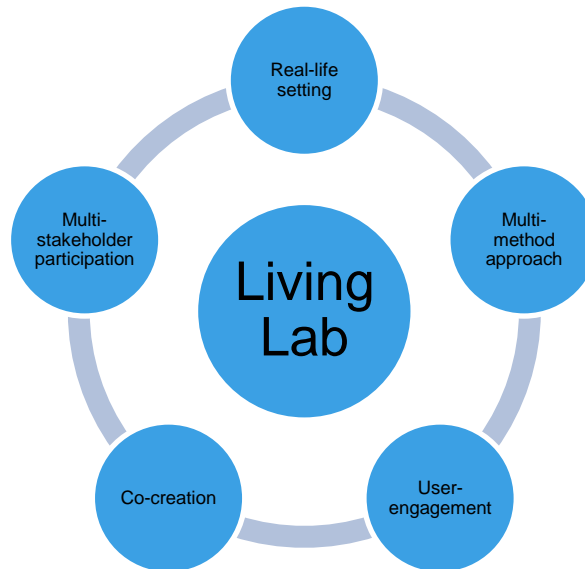 Real-life
setting
Multi-
stakeholder
participation
Multi-
method
approach
Living
Lab
Co-creation
User-
engagement